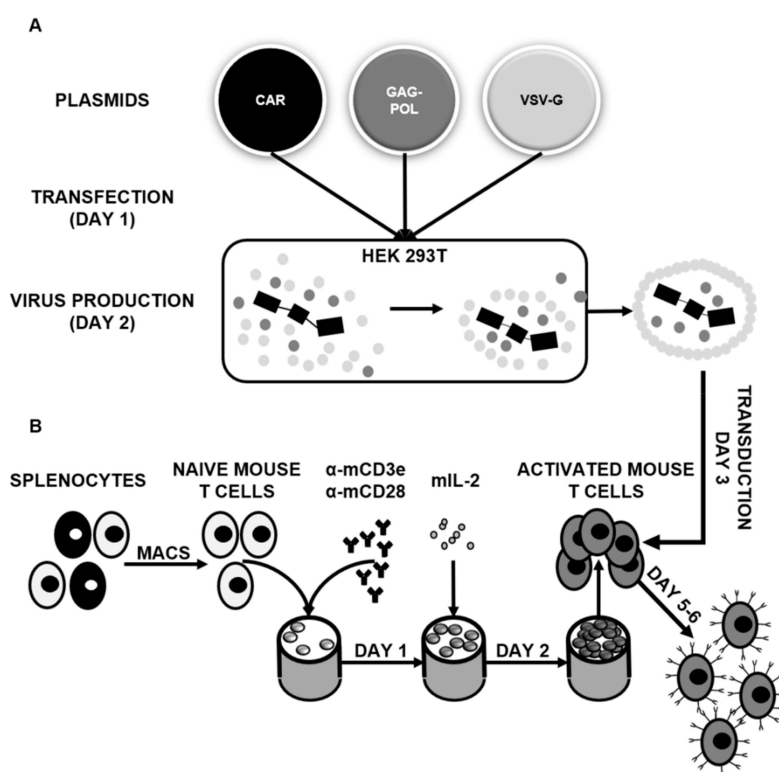 A
PLASMIDS
CAR
GAG-
POL
VSV-G
TRANSFECTION
(DAY 1)
HEK 293T
VIRUS PRODUCTION
(DAY 2)
TRANSDUCTION
DAY 3
B
SPLENOCYTES
MACS
NAIVE MOUSE
T CELLS
α-mCD3e
α-mCD28
mIL-2
ACTIVATED MOUSE
T CELLS
DAY 1
DAY 2
DAY 5-6